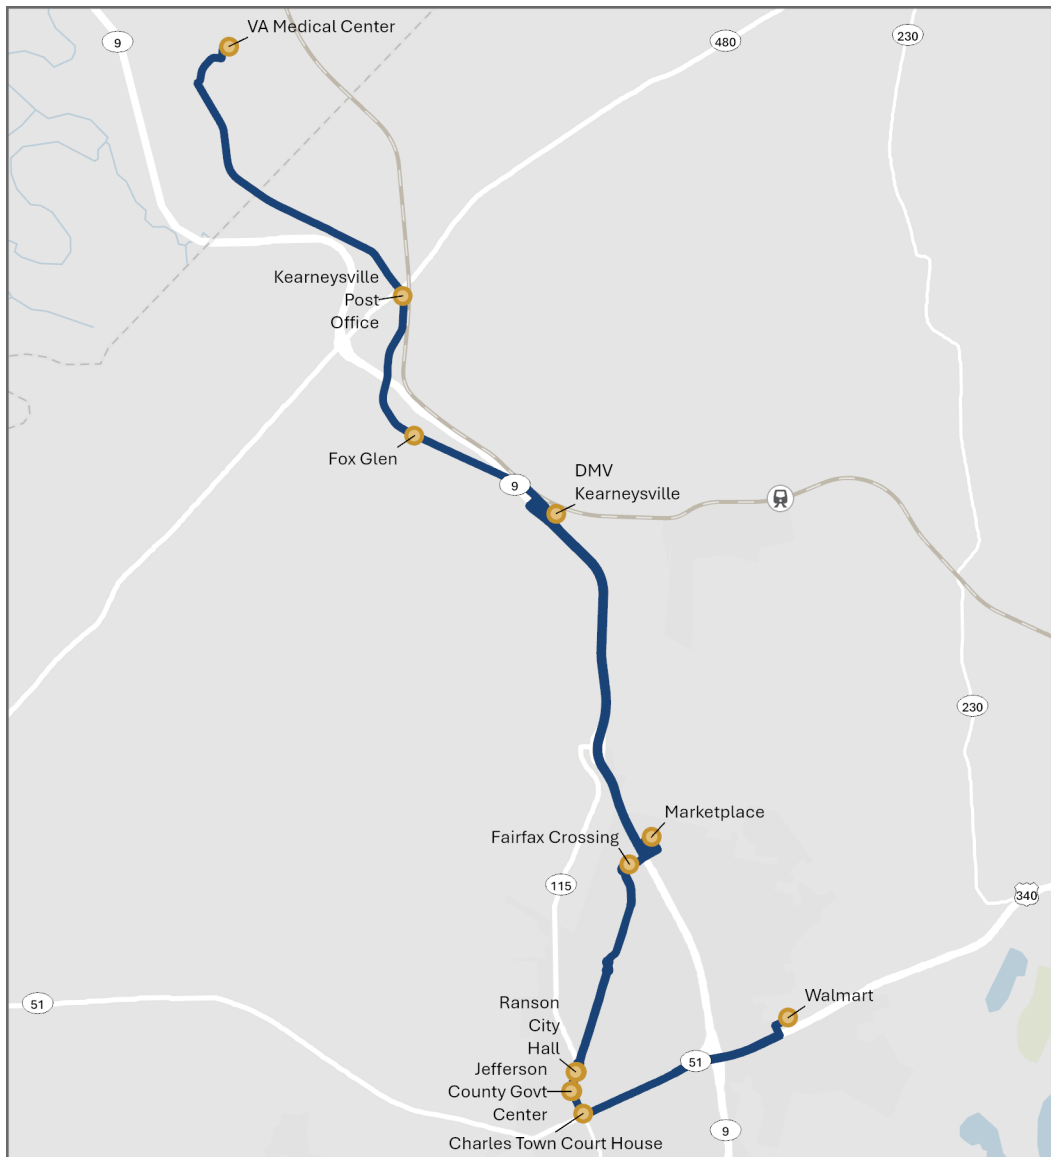 VA Medical Center
9
480
230
Kearneysville
Post
Office
Fox Glen
9
DMV
Kearneysville
230
Marketplace
Fairfax Crossing
115
340
51
Walmart
Ranson
City
Hall
Jefferson
County Govt
Center
51
Charles Town Court House
9